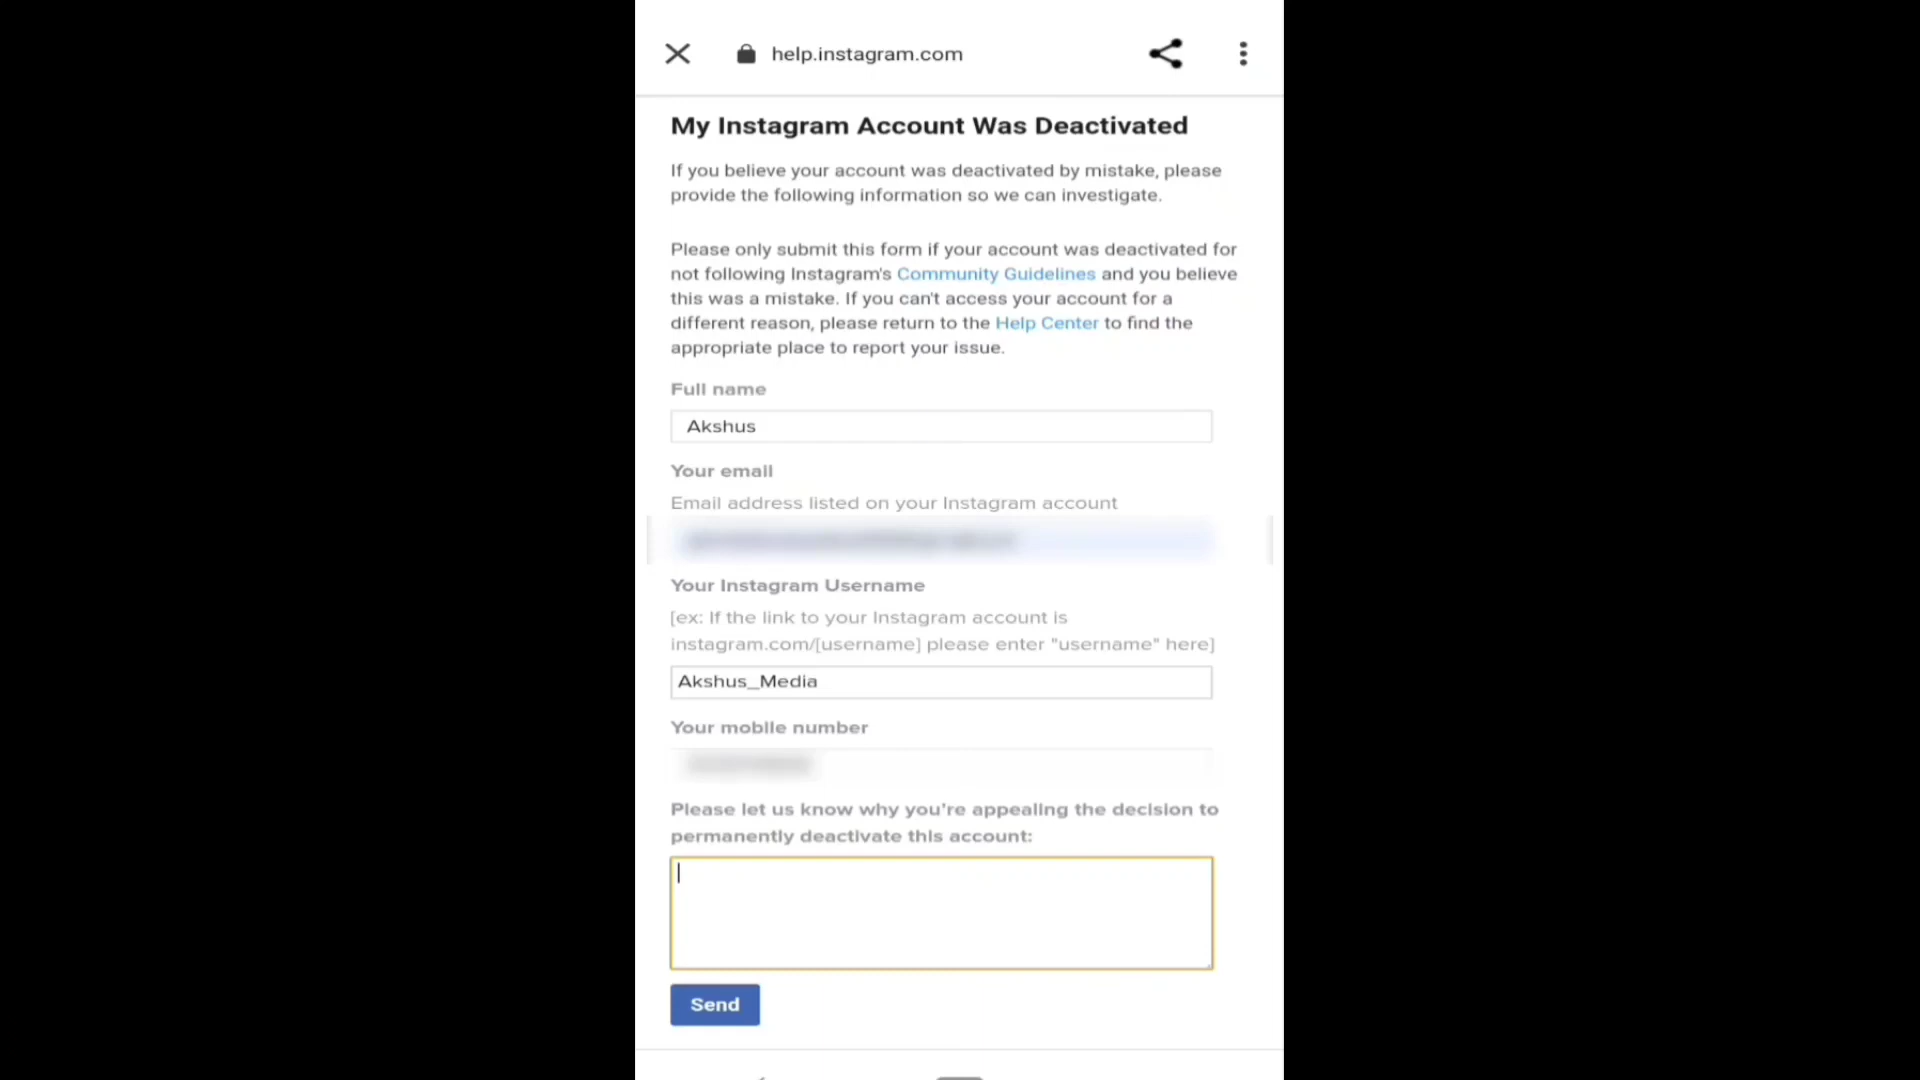 help.instagram.com
My Instagram Account Was Deactivated
If you believe your account was deactivated by mistake, please
provide the following information so we can investigate.
Please only submit this form if your account was deactivated for
not following Instagram's Community Guidelines and you believe
this was a mistake. If you can't access your account for a
different reason, please return to the Help Center to find the
appropriate place to report your issue.
Full name
Akshus
Your email
Email address listed on your Instagram account
Your Instagram Username
[ex: If the link to your Instagram account is
instagram.com/[username] please enter "username" here]
Akshus_Media
Your mobile number
Please let us know why you're appealing the decision to
permanently deactivate this account:
Send